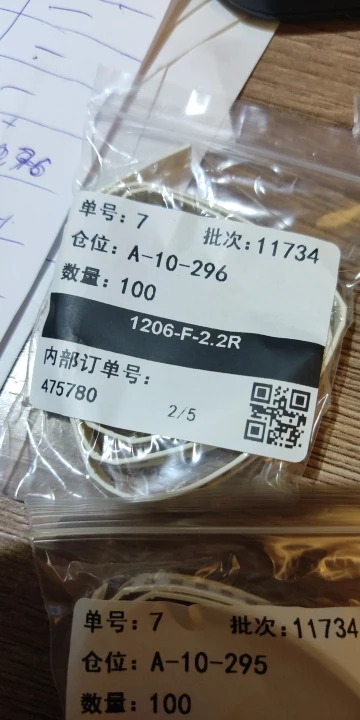 单号: 7 批次: 11734
仓位: A-10-296
数量: 100
1206-F-2.2R
内部订单号:
475780 2/5
单号: 7 批次: 11734
仓位: A-10-295
数量: 100